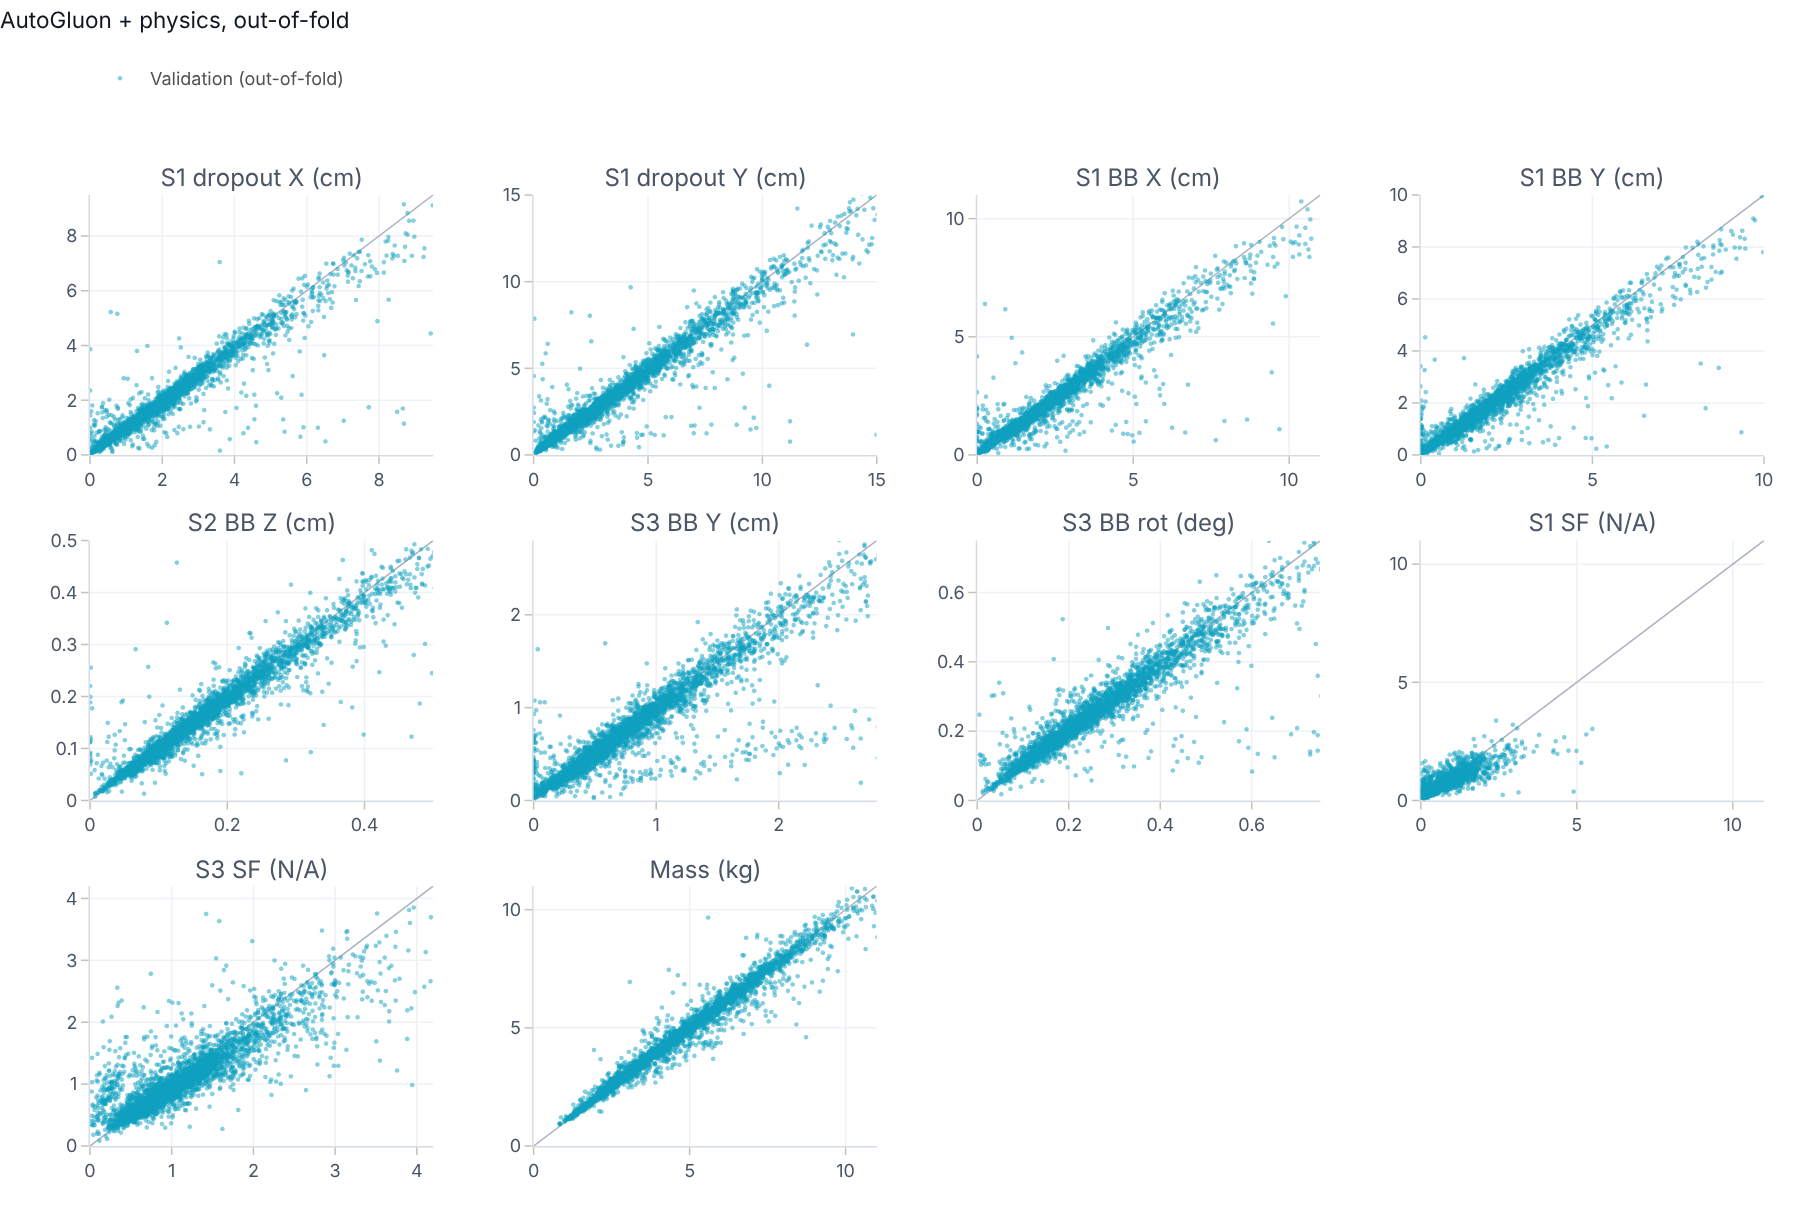 AutoGluon + physics, out-of-fold
Validation (out-of-fold)
S1 dropout X (cm)
8
6
4
2
0
0 2 4 6 8
S1 dropout Y (cm)
15
10
5
0
0 5 10 15
S1 BB X (cm)
10
5
0
0 5 10
S1 BB Y (cm)
10
8
6
4
2
0
0 5 10
S2 BB Z (cm)
0.5
0.4
0.3
0.2
0.1
0
0 0.2 0.4
S3 BB Y (cm)
2
1
0
0 1 2
S3 BB rot (deg)
0.6
0.4
0.2
0
0 0.2 0.4 0.6
S1 SF (N/A)
10
5
0
0 5 10
S3 SF (N/A)
4
3
2
1
0
0 1 2 3 4
Mass (kg)
10
5
0
0 5 10